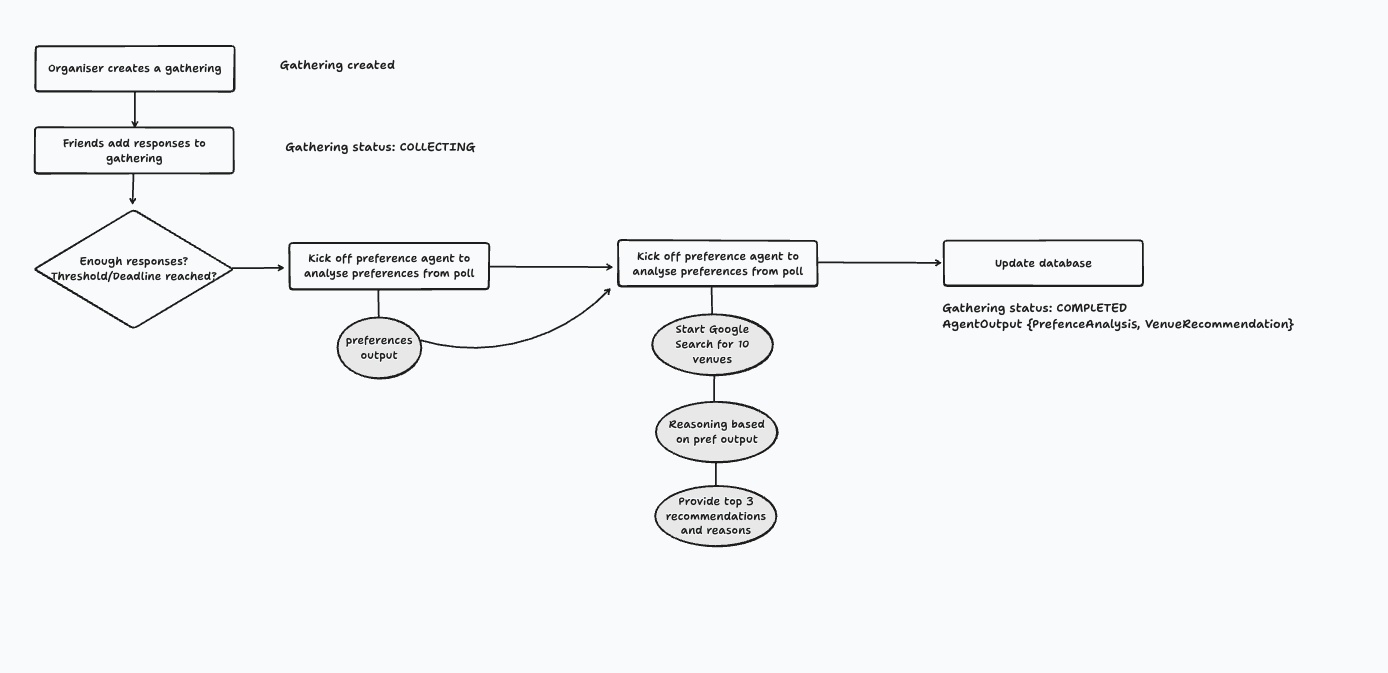 Organiser creates a gathering
Gathering created
Friends add responses to
gathering
Gathering status: COLLECTING
Enough responses?
Threshold/Deadline reached?
Kick off preference agent to
analyse preferences from poll
preferences
output
Kick off preference agent to
analyse preferences from poll
Start Google
Search for 10
venues
Reasoning based
on pref output
Provide top 3
recommendations
and reasons
Update database
Gathering status: COMPLETED
AgentOutput {PrefenceAnalysis, VenueRecommendation}